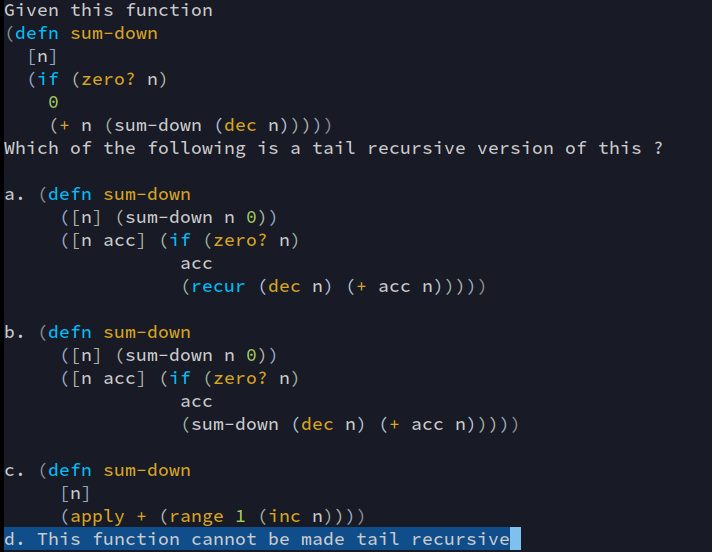 Given this function
(defn sum-down
  [n]
  (if (zero? n)
    0
    (+ n (sum-down (dec n)))))
Which of the following is a tail recursive version of this ?
a. (defn sum-down
     ([n] (sum-down n 0))
     ([n acc] (if (zero? n)
                acc
                (recur (dec n) (+ acc n)))))
b. (defn sum-down
     ([n] (sum-down n 0))
     ([n acc] (if (zero? n)
                acc
                (sum-down (dec n) (+ acc n)))))
c. (defn sum-down
     [n]
     (apply + (range 1 (inc n))))
d. This function cannot be made tail recursive